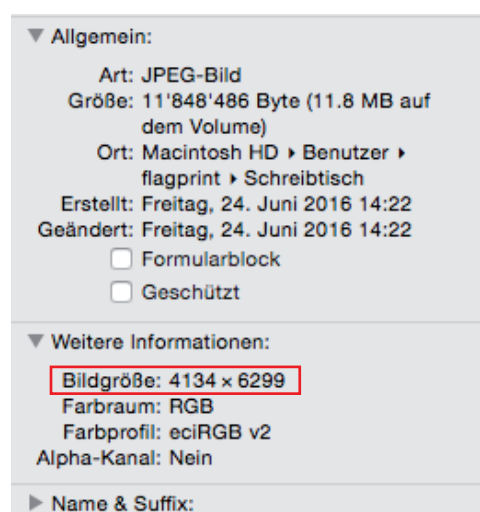 ▼ Allgemein:
Art: JPEG-Bild
Größe: 11'848'486 Byte (11.8 MB auf
dem Volume)
Ort: Macintosh HD ▸ Benutzer ▸
flagprint ▸ Schreibtisch
Erstellt: Freitag, 24. Juni 2016 14:22
Geändert: Freitag, 24. Juni 2016 14:22
Formularblock
Geschützt
▼ Weitere Informationen:
Bildgröße: 4134 × 6299
Farbraum: RGB
Farbprofil: eciRGB v2
Alpha-Kanal: Nein
▶ Name & Suffix: